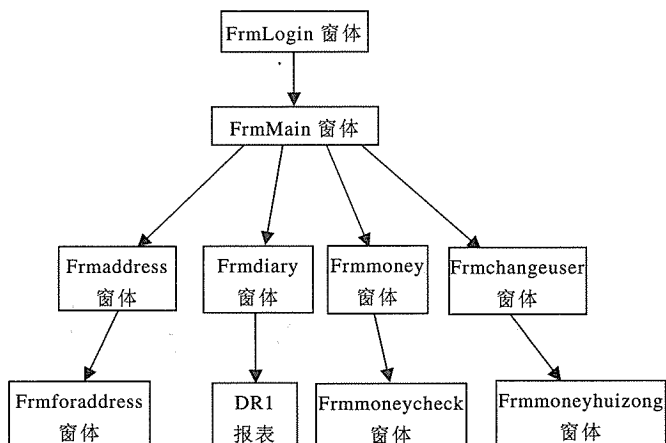 FrmLogin 窗体
FrmMain 窗体
Frmaddress
窗体
Frmdiary
窗体
Frmmoney
窗体
Frmchangeuser
窗体
Frmforaddress
窗体
DR1
报表
Frmmoneycheck
窗体
Frmmoneyhuizong
窗体